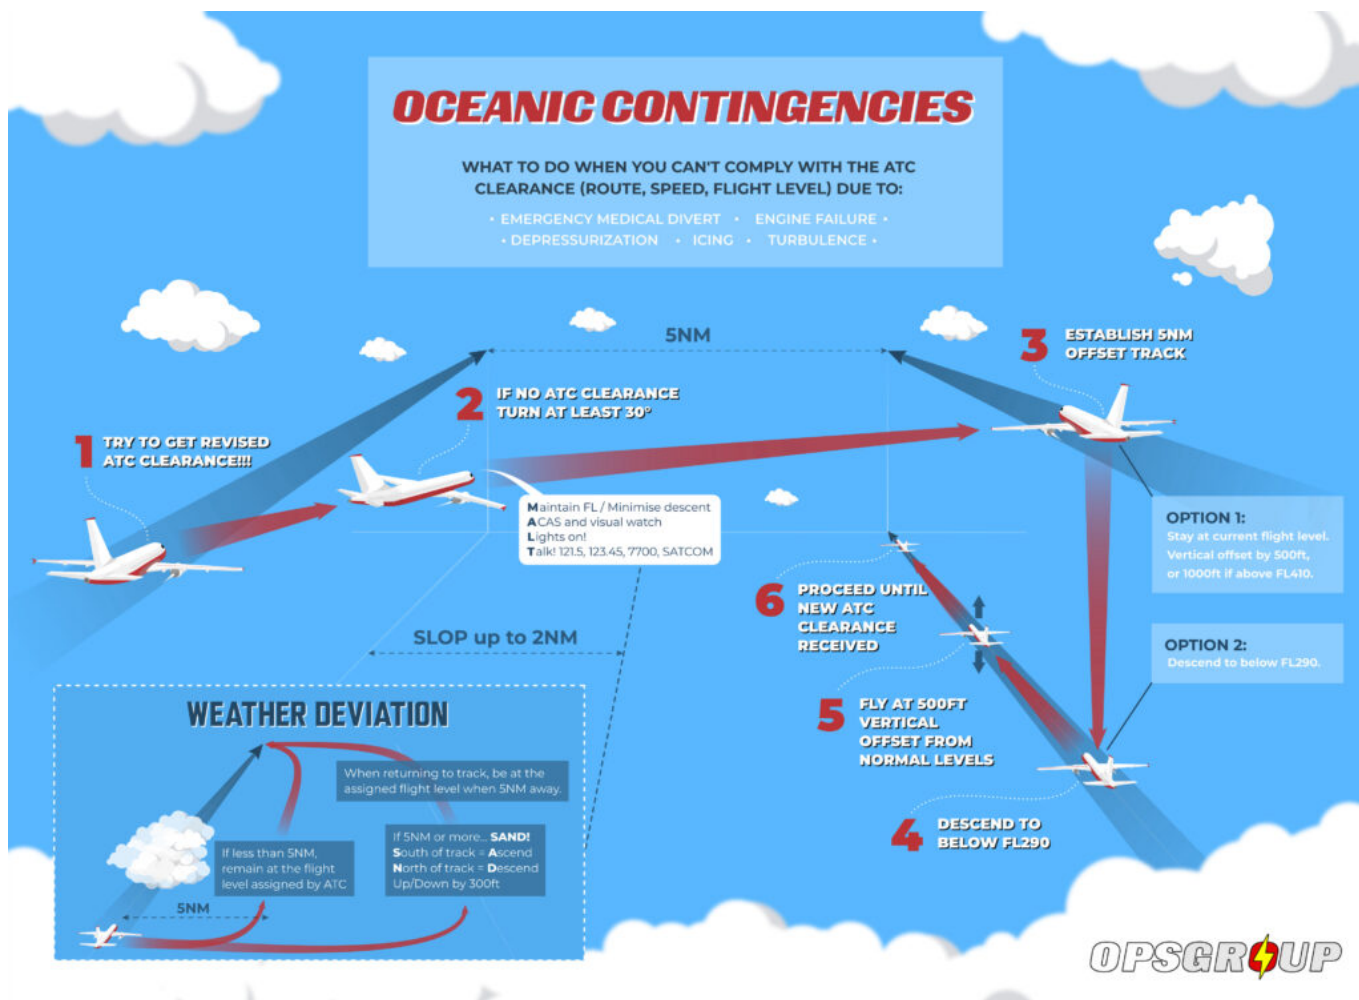 OCEANIC CONTINGENCIES
WHAT TO DO WHEN YOU CAN'T COMPLY WITH THE ATC
CLEARANCE (ROUTE, SPEED, FLIGHT LEVEL) DUE TO:
• EMERGENCY MEDICAL DIVERT • ENGINE FAILURE •
• DEPRESSURIZATION • ICING • TURBULENCE •
5NM
1 TRY TO GET REVISED
ATC CLEARANCE!!!
2 IF NO ATC CLEARANCE
TURN AT LEAST 30°
3 ESTABLISH 5NM
OFFSET TRACK
Maintain FL / Minimise descent
ACAS and visual watch
Lights on!
Talk! 121.5, 123.45, 7700, SATCOM
OPTION 1:
Stay at current flight level.
Vertical offset by 500ft,
or 1000ft if above FL410.
OPTION 2:
Descend to below FL290.
6 PROCEED UNTIL
NEW ATC
CLEARANCE
RECEIVED
5 FLY AT 500FT
VERTICAL
OFFSET FROM
NORMAL LEVELS
4 DESCEND TO
BELOW FL290
SLOP up to 2NM
WEATHER DEVIATION
When returning to track, be at the
assigned flight level when 5NM away.
If less than 5NM,
remain at the flight
level assigned by ATC
If 5NM or more... SAND!
South of track = Ascend
North of track = Descend
Up/Down by 300ft
5NM
OPSGROUP